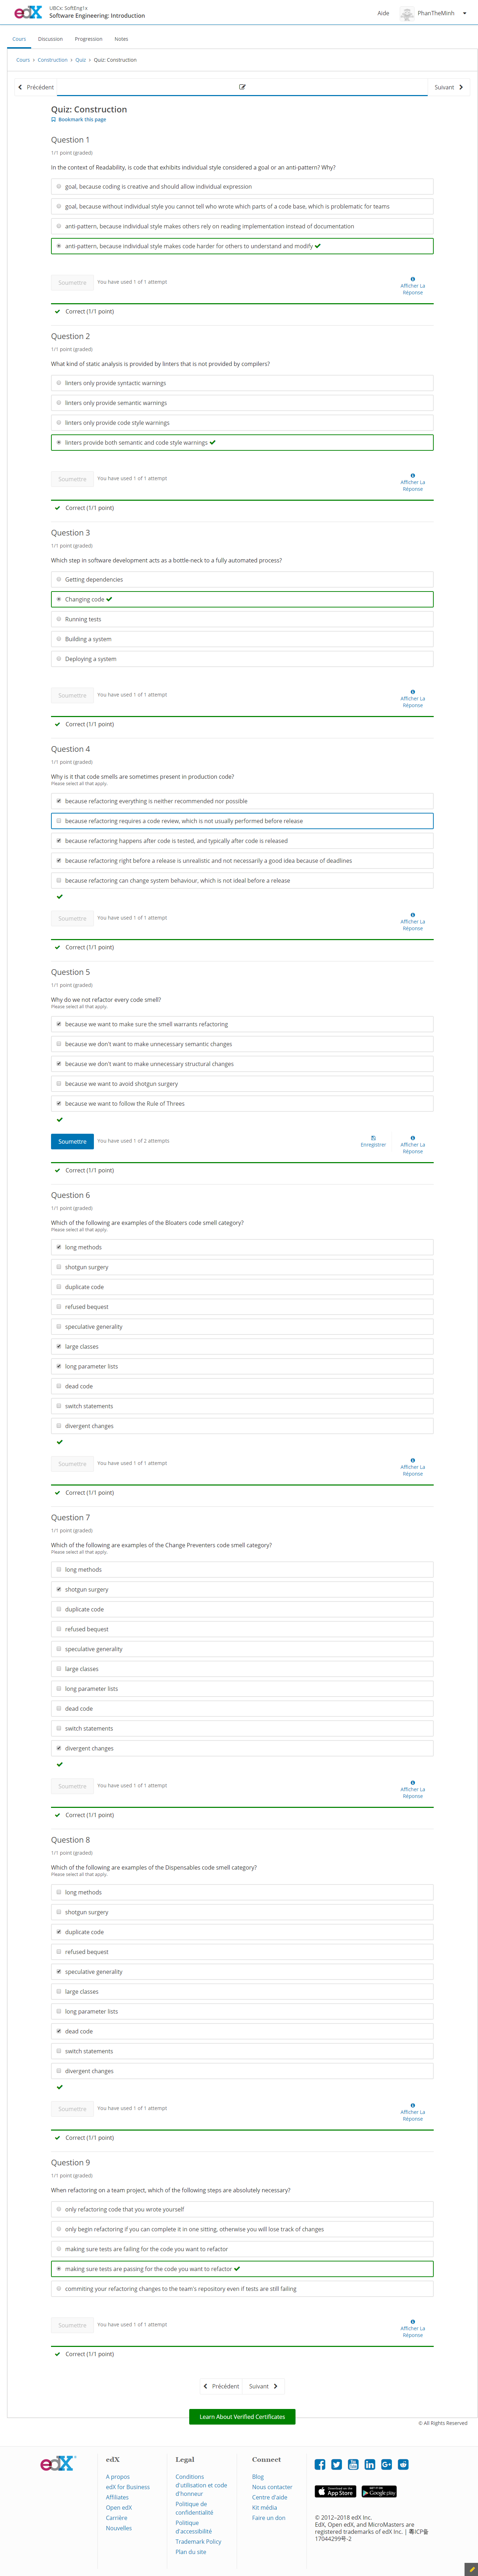 edX
UBCx: SoftEng1x
Software Engineering: Introduction
Aide
PhanTheMinh
Cours
Discussion
Progression
Notes
Cours > Construction > Quiz > Quiz: Construction
Précédent
Suivant
Quiz: Construction
Bookmark this page
Question 1
1/1 point (graded)
In the context of Readability, is code that exhibits individual style considered a goal or an anti-pattern? Why?
goal, because coding is creative and should allow individual expression
goal, because without individual style you cannot tell who wrote which parts of a code base, which is problematic for teams
anti-pattern, because individual style makes others rely on reading implementation instead of documentation
anti-pattern, because individual style makes code harder for others to understand and modify
Soumettre
You have used 1 of 1 attempt
Afficher La
Réponse
Correct (1/1 point)
Question 2
1/1 point (graded)
What kind of static analysis is provided by linters that is not provided by compilers?
linters only provide syntactic warnings
linters only provide semantic warnings
linters only provide code style warnings
linters provide both semantic and code style warnings
Soumettre
You have used 1 of 1 attempt
Afficher La
Réponse
Correct (1/1 point)
Question 3
1/1 point (graded)
Which step in software development acts as a bottle-neck to a fully automated process?
Getting dependencies
Changing code
Running tests
Building a system
Deploying a system
Soumettre
You have used 1 of 1 attempt
Afficher La
Réponse
Correct (1/1 point)
Question 4
1/1 point (graded)
Why is it that code smells are sometimes present in production code?
Please select all that apply.
because refactoring everything is neither recommended nor possible
because refactoring requires a code review, which is not usually performed before release
because refactoring happens after code is tested, and typically after code is released
because refactoring right before a release is unrealistic and not necessarily a good idea because of deadlines
because refactoring can change system behaviour, which is not ideal before a release
Soumettre
You have used 1 of 1 attempt
Afficher La
Réponse
Correct (1/1 point)
Question 5
1/1 point (graded)
Why do we not refactor every code smell?
Please select all that apply.
because we want to make sure the smell warrants refactoring
because we don't want to make unnecessary semantic changes
because we don't want to make unnecessary structural changes
because we want to avoid shotgun surgery
because we want to follow the Rule of Threes
Soumettre
You have used 1 of 2 attempts
Enregistrer
Afficher La
Réponse
Correct (1/1 point)
Question 6
1/1 point (graded)
Which of the following are examples of the Bloaters code smell category?
Please select all that apply.
long methods
shotgun surgery
duplicate code
refused bequest
speculative generality
large classes
long parameter lists
dead code
switch statements
divergent changes
Soumettre
You have used 1 of 1 attempt
Afficher La
Réponse
Correct (1/1 point)
Question 7
1/1 point (graded)
Which of the following are examples of the Change Preventers code smell category?
Please select all that apply.
long methods
shotgun surgery
duplicate code
refused bequest
speculative generality
large classes
long parameter lists
dead code
switch statements
divergent changes
Soumettre
You have used 1 of 1 attempt
Afficher La
Réponse
Correct (1/1 point)
Question 8
1/1 point (graded)
Which of the following are examples of the Dispensables code smell category?
Please select all that apply.
long methods
shotgun surgery
duplicate code
refused bequest
speculative generality
large classes
long parameter lists
dead code
switch statements
divergent changes
Soumettre
You have used 1 of 1 attempt
Afficher La
Réponse
Correct (1/1 point)
Question 9
1/1 point (graded)
When refactoring on a team project, which of the following steps are absolutely necessary?
only refactoring code that you wrote yourself
only begin refactoring if you can complete it in one sitting, otherwise you will lose track of changes
making sure tests are failing for the code you want to refactor
making sure tests are passing for the code you want to refactor
commiting your refactoring changes to the team's repository even if tests are still failing
Soumettre
You have used 1 of 1 attempt
Afficher La
Réponse
Correct (1/1 point)
Précédent
Suivant
Learn About Verified Certificates
© All Rights Reserved
edX
edX
A propos
edX for Business
Affiliates
Open edX
Carrière
Nouvelles
Legal
Conditions
d'utilisation et code
d'honneur
Politique de
confidentialité
Politique
d'accessibilité
Trademark Policy
Plan du site
Connect
Blog
Nous contacter
Centre d'aide
Kit média
Faire un don
Download on the
App Store
GET IT ON
Google play
© 2012–2018 edX Inc.
EdX, Open edX, and MicroMasters are
registered trademarks of edX Inc. | 粤ICP备
17044299号-2